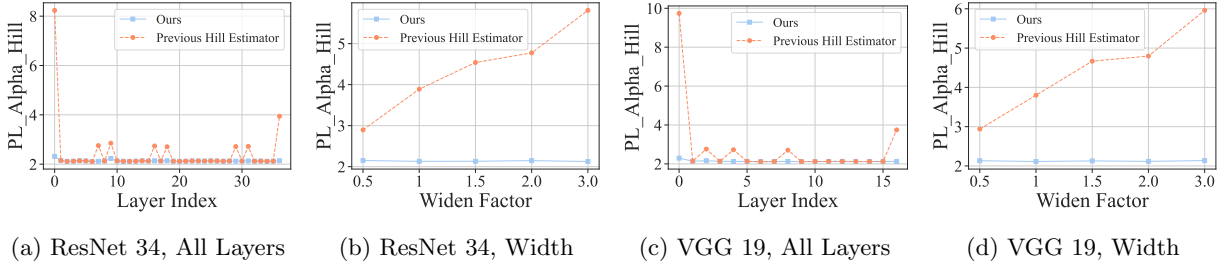 PL_Alpha_Hill
8
6
4
2
0
10
20
30
Layer Index
Ours
Previous Hill Estimator
(a) ResNet 34, All Layers
PL_Alpha_Hill
5
4
3
2
0.5
1
1.5
2.0
3.0
Widen Factor
Ours
Previous Hill Estimator
(b) ResNet 34, Width
PL_Alpha_Hill
10
8
6
4
2
0
5
10
15
Layer Index
Ours
Previous Hill Estimator
(c) VGG 19, All Layers
PL_Alpha_Hill
6
5
4
3
2
0.5
1
1.5
2.0
3.0
Widen Factor
Ours
Previous Hill Estimator
(d) VGG 19, Width